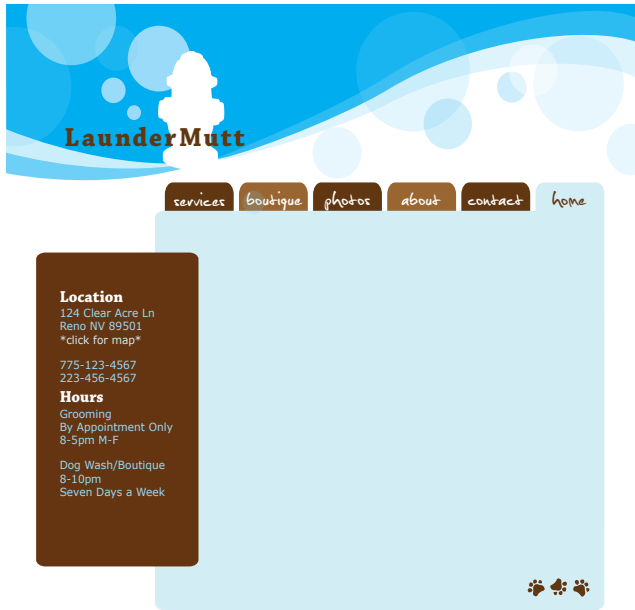 LaunderMutt
services boutique photos about contact home
Location
124 Clear Acre Ln
Reno NV 89501
*click for map*
775-123-4567
223-456-4567
Hours
Grooming
By Appointment Only
8-5pm M-F
Dog Wash/Boutique
8-10pm
Seven Days a Week